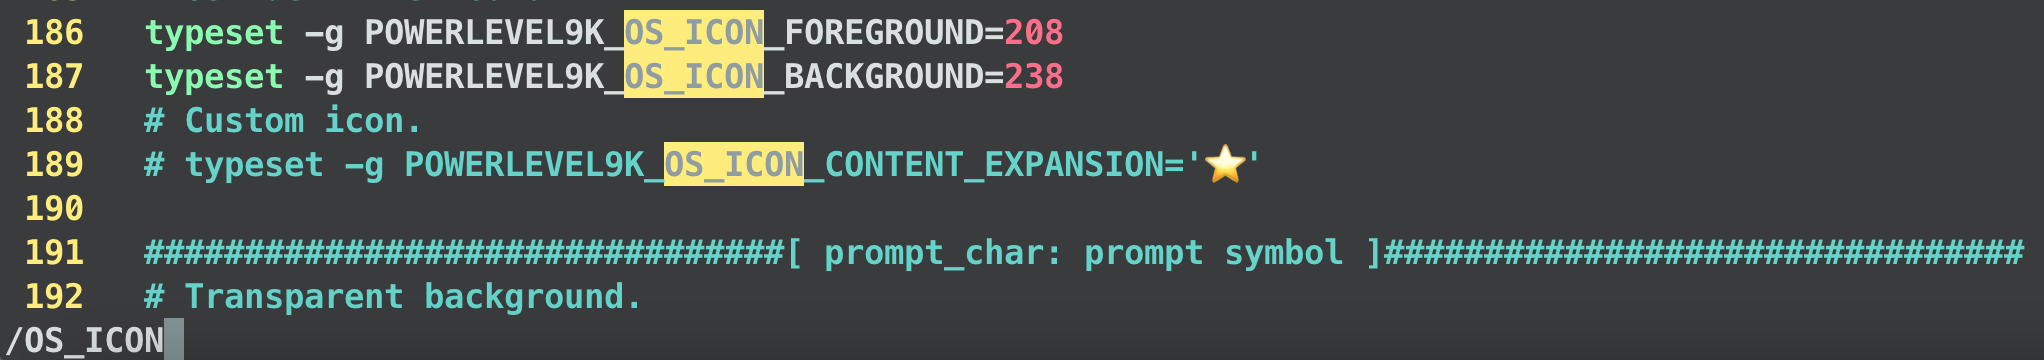 186 typeset -g POWERLEVEL9K_OS_ICON_FOREGROUND=208
187 typeset -g POWERLEVEL9K_OS_ICON_BACKGROUND=238
188 # Custom icon.
189 # typeset -g POWERLEVEL9K_OS_ICON_CONTENT_EXPANSION='⭐'
190
191 ################################[ prompt_char: prompt symbol ]################################
192 # Transparent background.
/OS_ICON